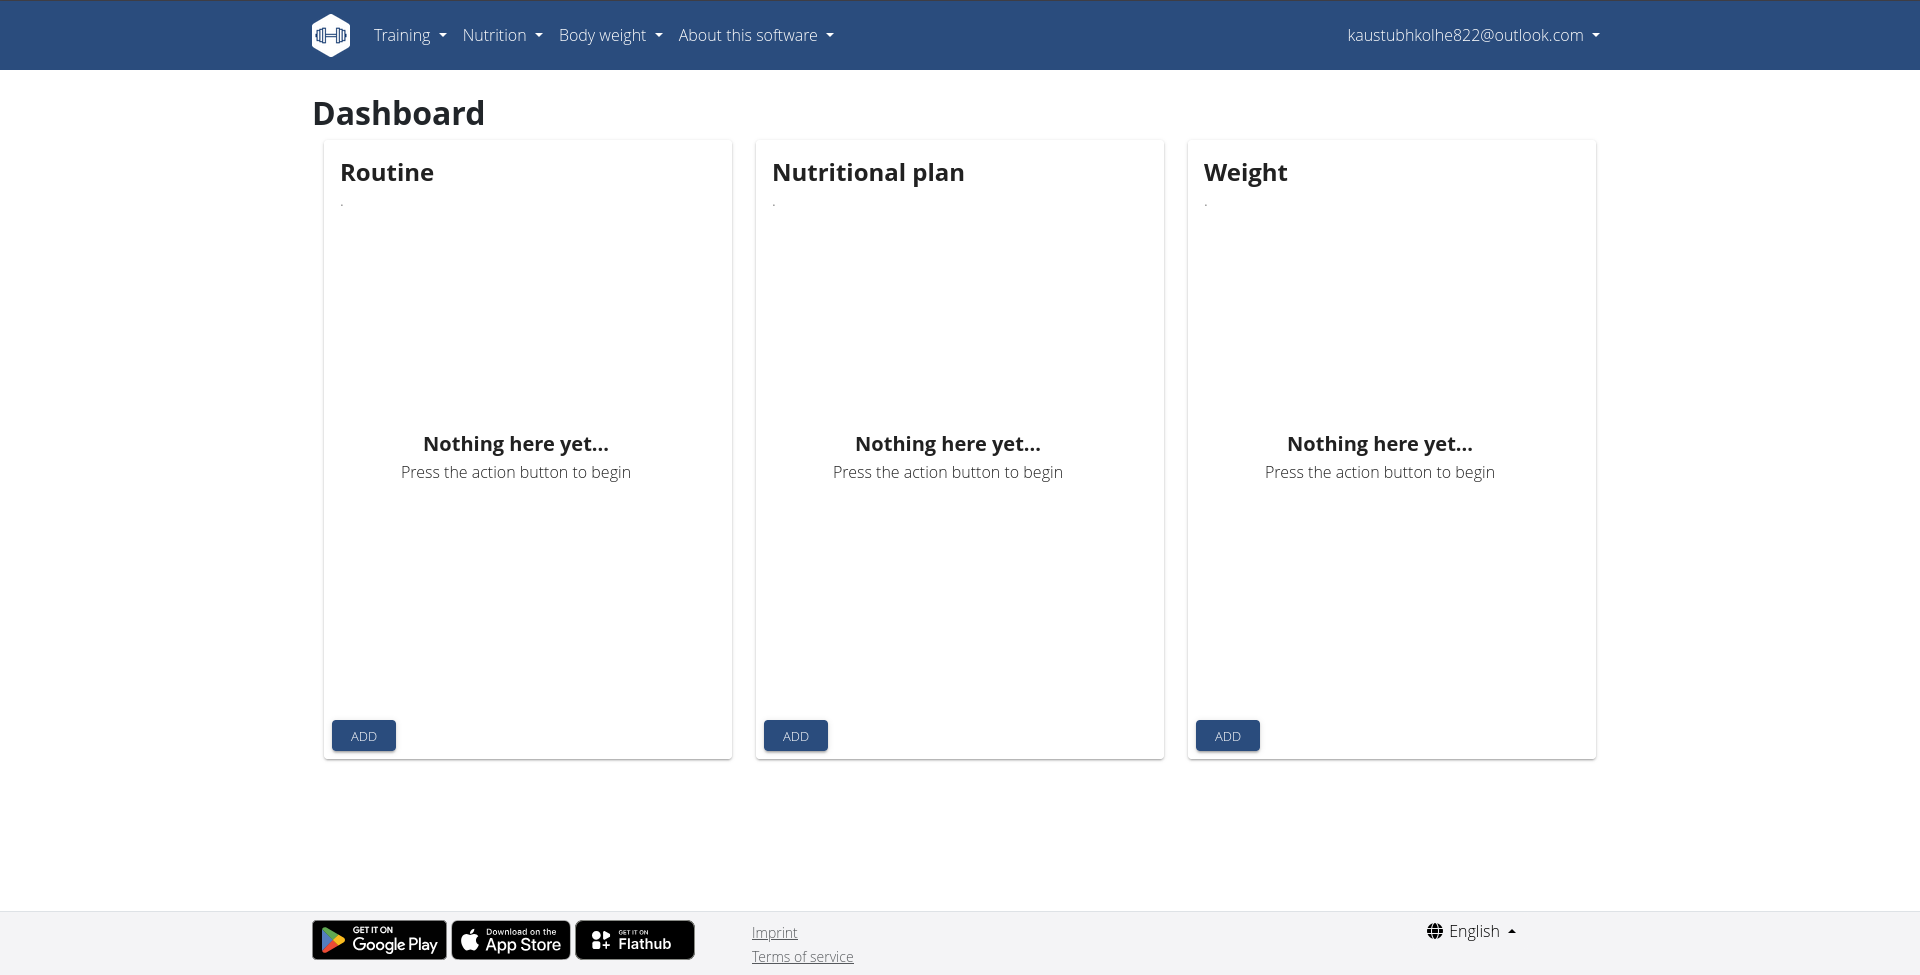 Training
Nutrition
Body weight
About this software
kaustubhkolhe822@outlook.com
Dashboard
Routine
.
Nothing here yet...
Press the action button to begin
ADD
Nutritional plan
.
Nothing here yet...
Press the action button to begin
ADD
Weight
.
Nothing here yet...
Press the action button to begin
ADD
GET IT ON
Google Play
Download on the
App Store
GET IT ON
Flathub
Imprint
Terms of service
English